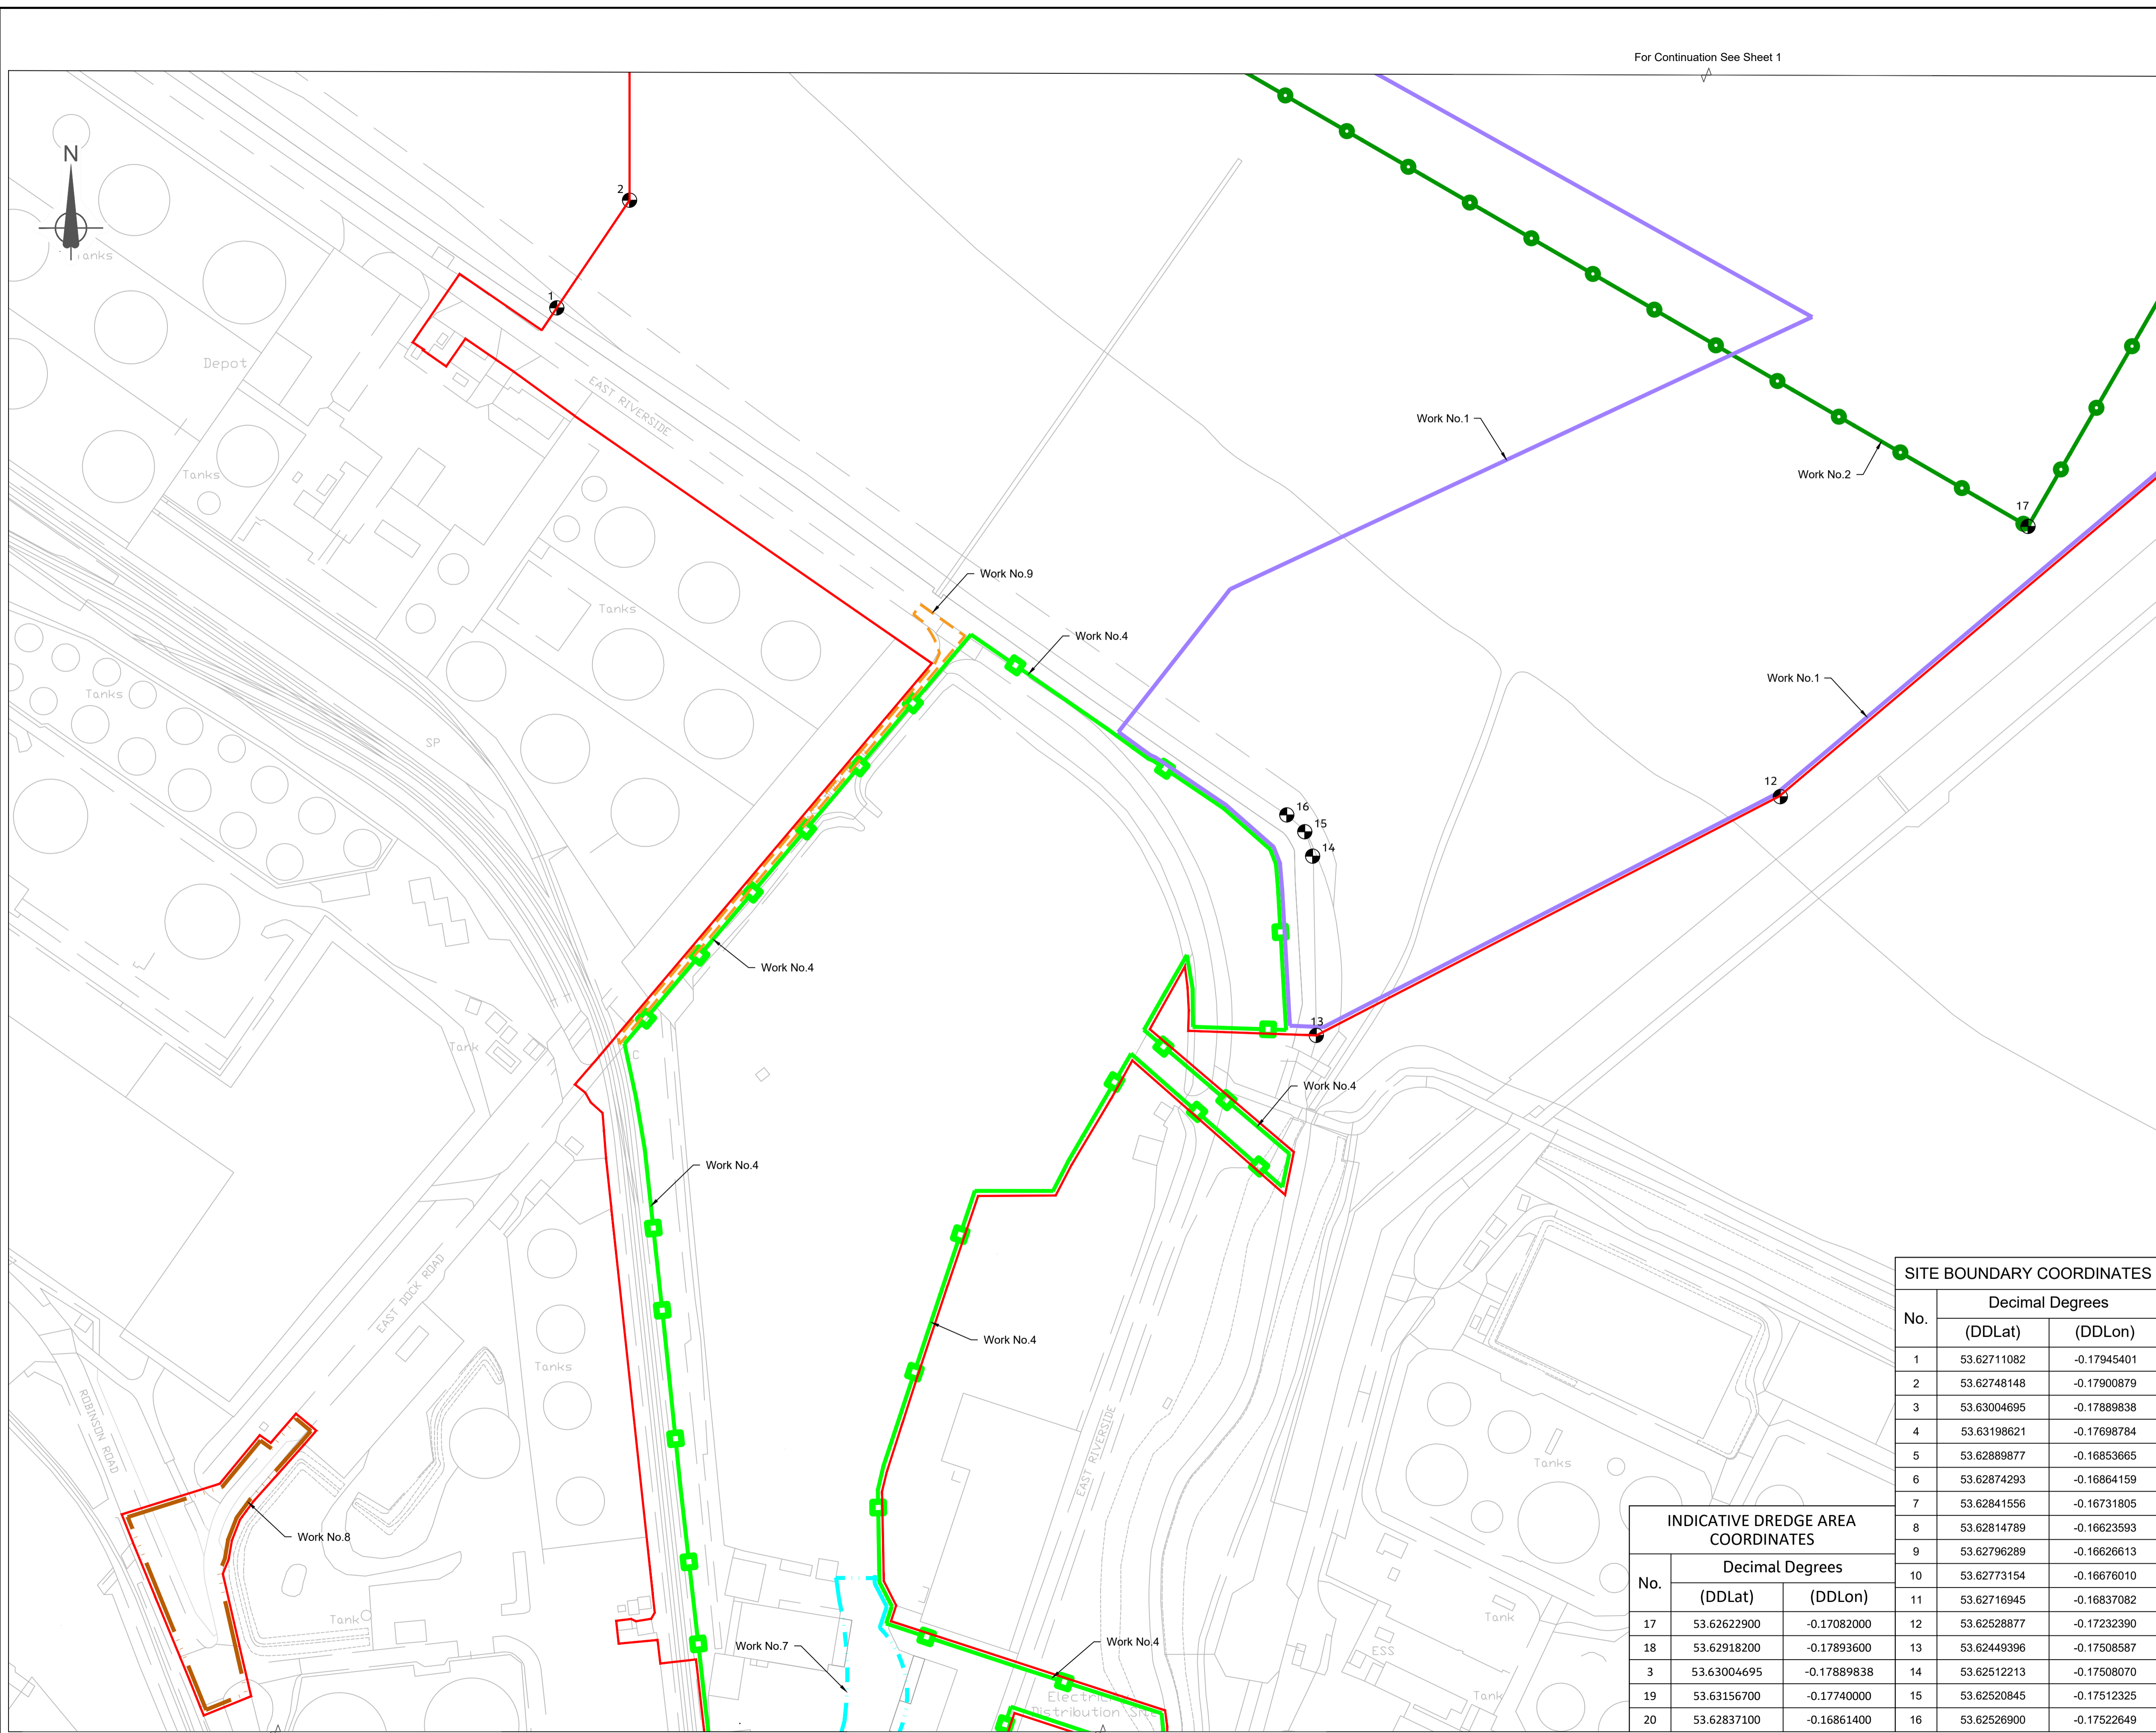 For Continuation See Sheet 1
N
2
1
Tanks
Depot
EAST RIVERSIDE
Tanks
Work No.1
Work No.2
17
Work No.9
Tanks
Work No.4
Work No.1
Tanks
SP
12
16
15
14
Work No.4
13
Tank
C
Work No.4
Work No.4
EAST DOCK ROAD
Work No.4
Tanks
ROBINSON ROAD
EAST RIVERSIDE
Tanks
Work No.8
Tank
Tank
Work No.7
Work No.4
ESS
Tank
Electric
Distribution
SITE BOUNDARY COORDINATES
No.
Decimal Degrees
(DDLat) (DDLon)
1 53.62711082 -0.17945401
2 53.62748148 -0.17900879
3 53.63004695 -0.17889838
4 53.63198621 -0.17698784
5 53.62889877 -0.16853665
6 53.62874293 -0.16864159
7 53.62841556 -0.16731805
8 53.62814789 -0.16623593
9 53.62796289 -0.16626613
10 53.62773154 -0.16676010
11 53.62716945 -0.16837082
12 53.62528877 -0.17232390
13 53.62449396 -0.17508587
14 53.62512213 -0.17508070
15 53.62520845 -0.17512325
16 53.62526900 -0.17522649
INDICATIVE DREDGE AREA
COORDINATES
No.
Decimal Degrees
(DDLat) (DDLon)
17 53.62622900 -0.17082000
18 53.62918200 -0.17893600
3 53.63004695 -0.17889838
19 53.63156700 -0.17740000
20 53.62837100 -0.16861400